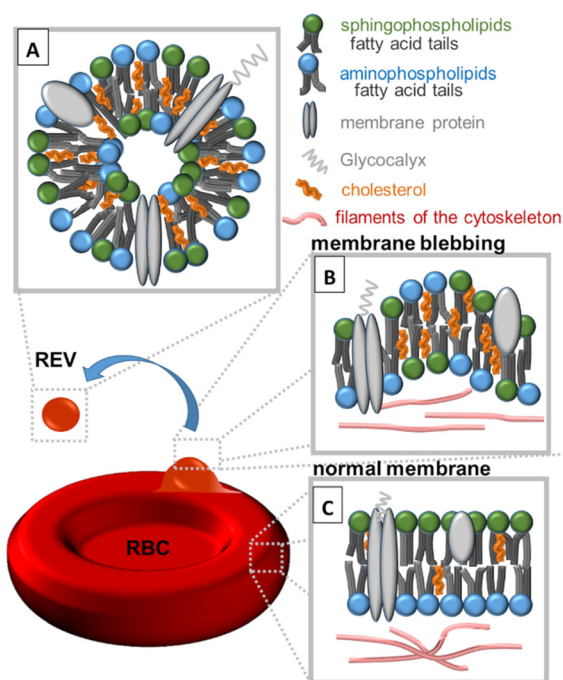 A
sphingophospholipids
fatty acid tails
aminophospholipids
fatty acid tails
membrane protein
Glycocalyx
cholesterol
filaments of the cytoskeleton
membrane blebbing
B
REV
normal membrane
C
RBC